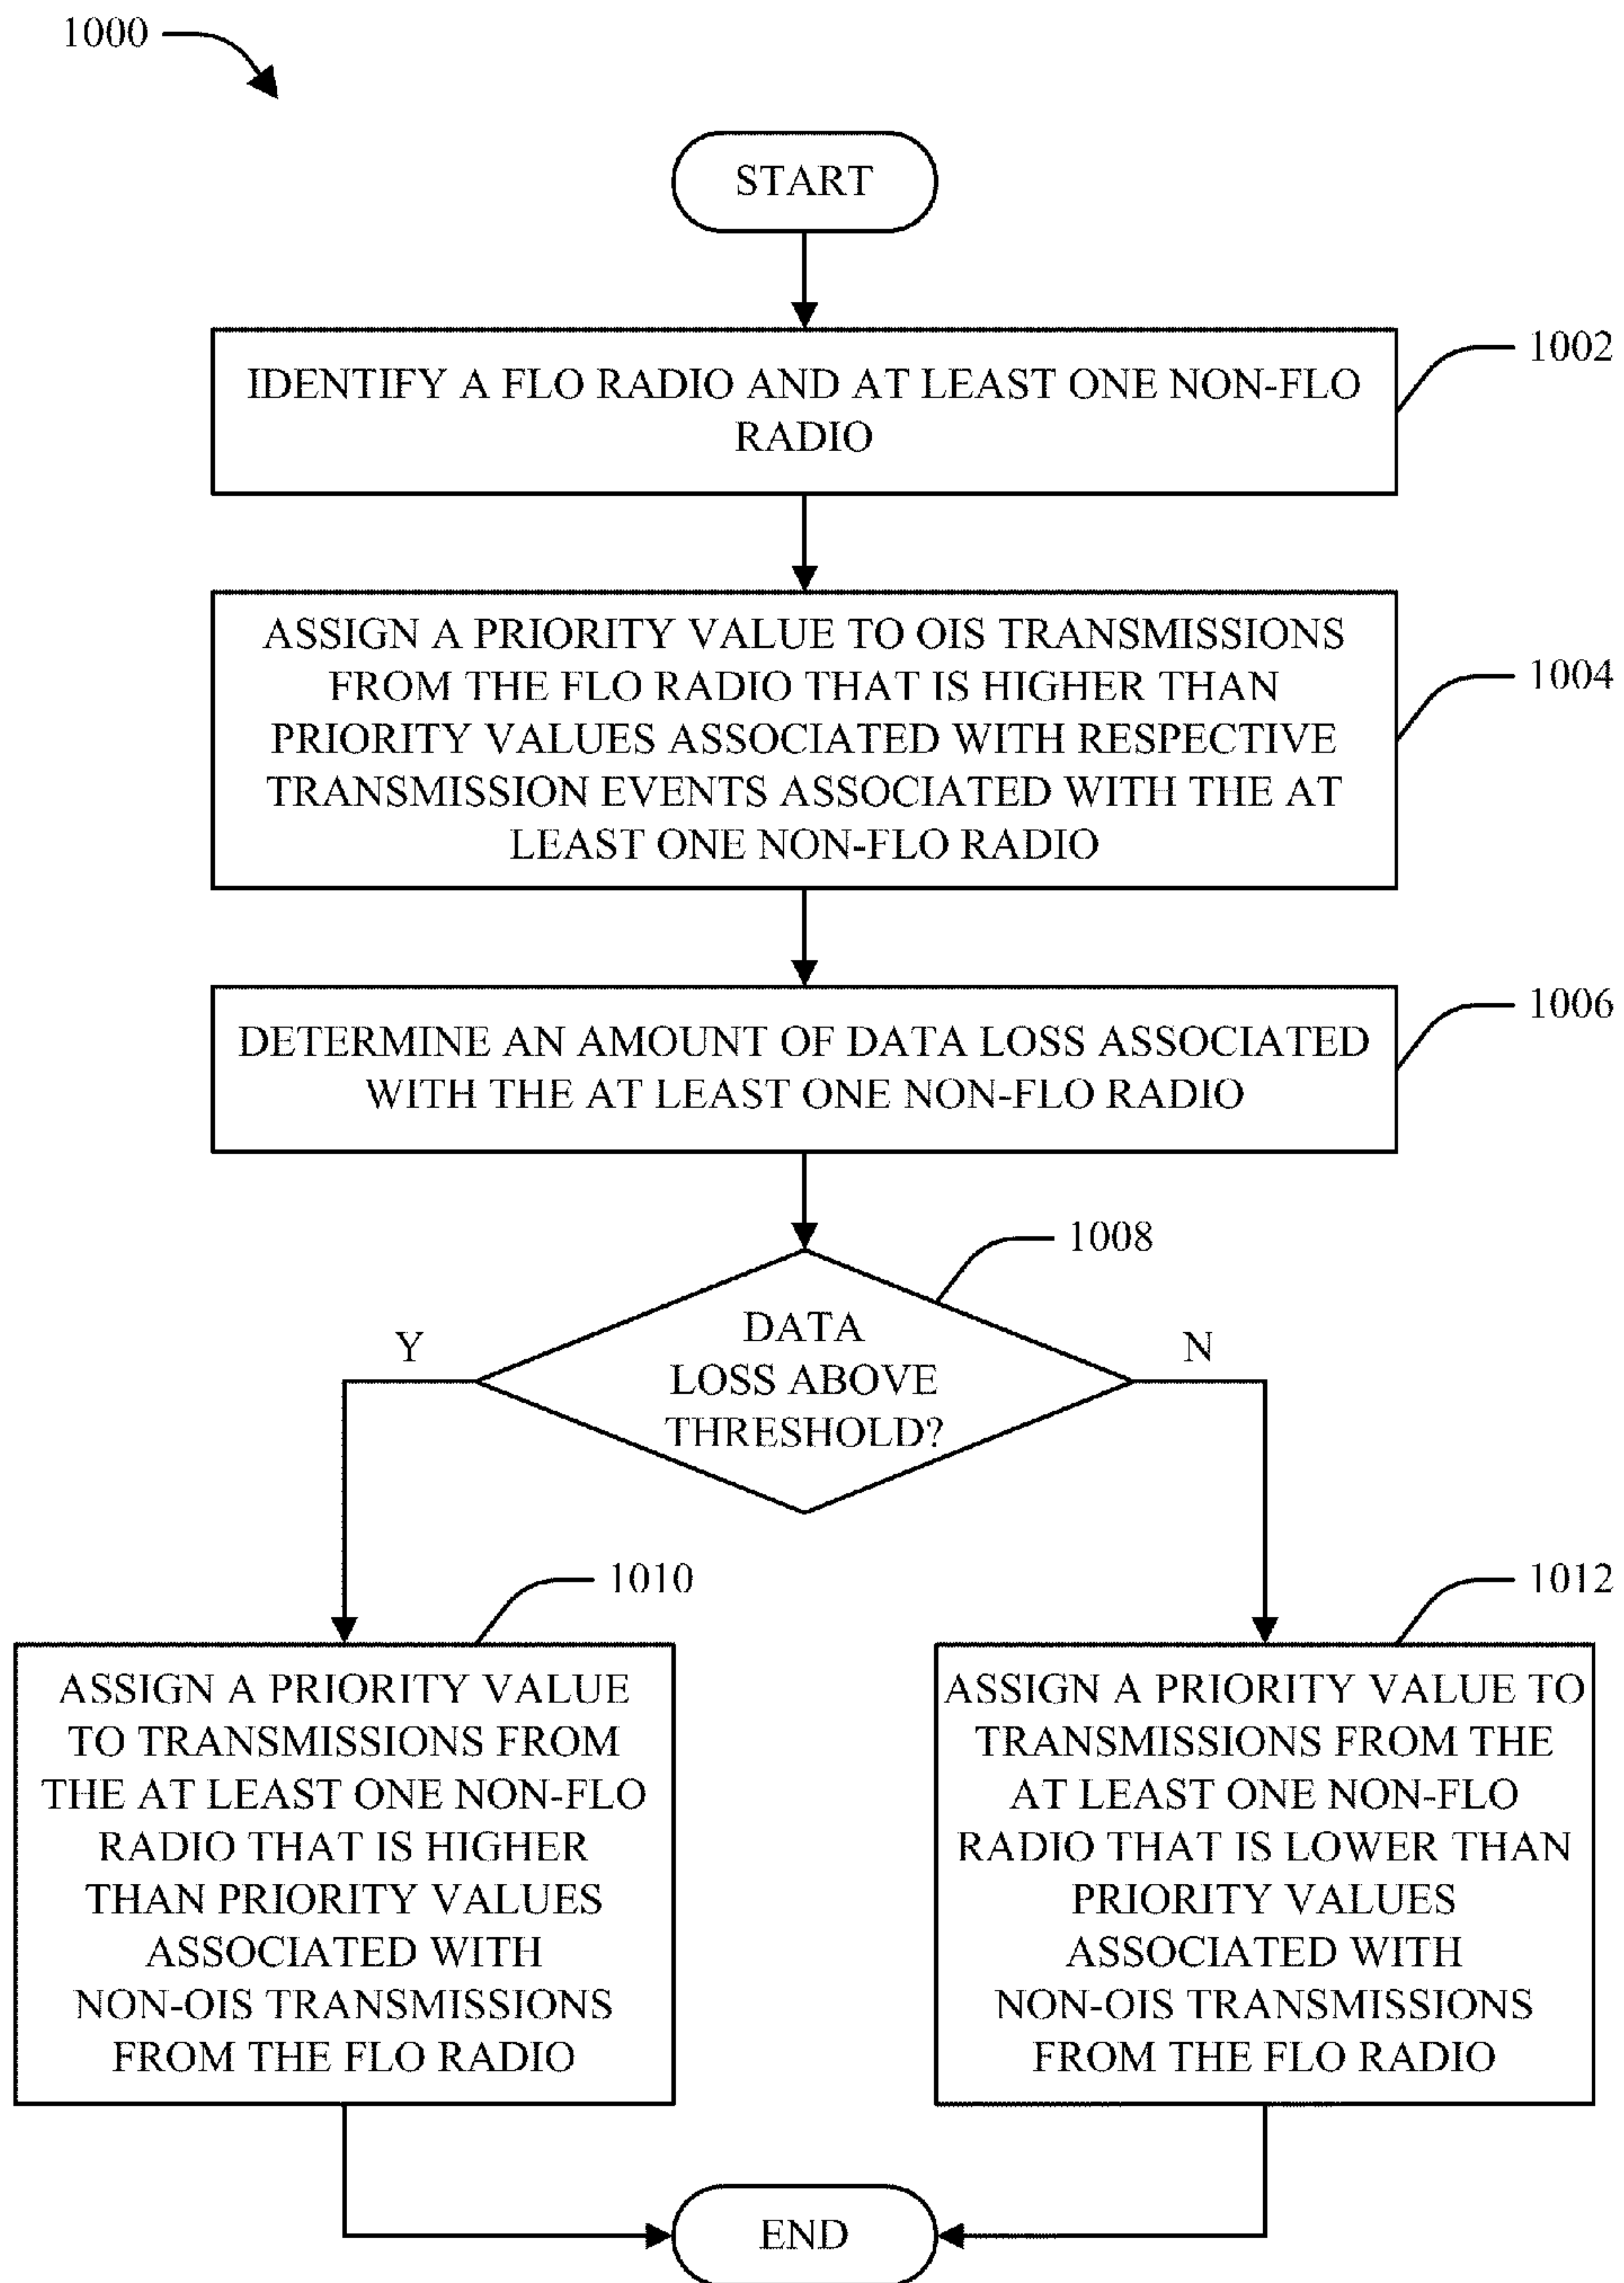 1000
START
IDENTIFY A FLO RADIO AND AT LEAST ONE NON-FLO
RADIO
1002
ASSIGN A PRIORITY VALUE TO OIS TRANSMISSIONS
FROM THE FLO RADIO THAT IS HIGHER THAN
PRIORITY VALUES ASSOCIATED WITH RESPECTIVE
TRANSMISSION EVENTS ASSOCIATED WITH THE AT
LEAST ONE NON-FLO RADIO
1004
DETERMINE AN AMOUNT OF DATA LOSS ASSOCIATED
WITH THE AT LEAST ONE NON-FLO RADIO
1006
1008
DATA
LOSS ABOVE
THRESHOLD?
Y
N
1010
ASSIGN A PRIORITY VALUE
TO TRANSMISSIONS FROM
THE AT LEAST ONE NON-FLO
RADIO THAT IS HIGHER
THAN PRIORITY VALUES
ASSOCIATED WITH
NON-OIS TRANSMISSIONS
FROM THE FLO RADIO
1012
ASSIGN A PRIORITY VALUE TO
TRANSMISSIONS FROM THE
AT LEAST ONE NON-FLO
RADIO THAT IS LOWER THAN
PRIORITY VALUES
ASSOCIATED WITH
NON-OIS TRANSMISSIONS
FROM THE FLO RADIO
END